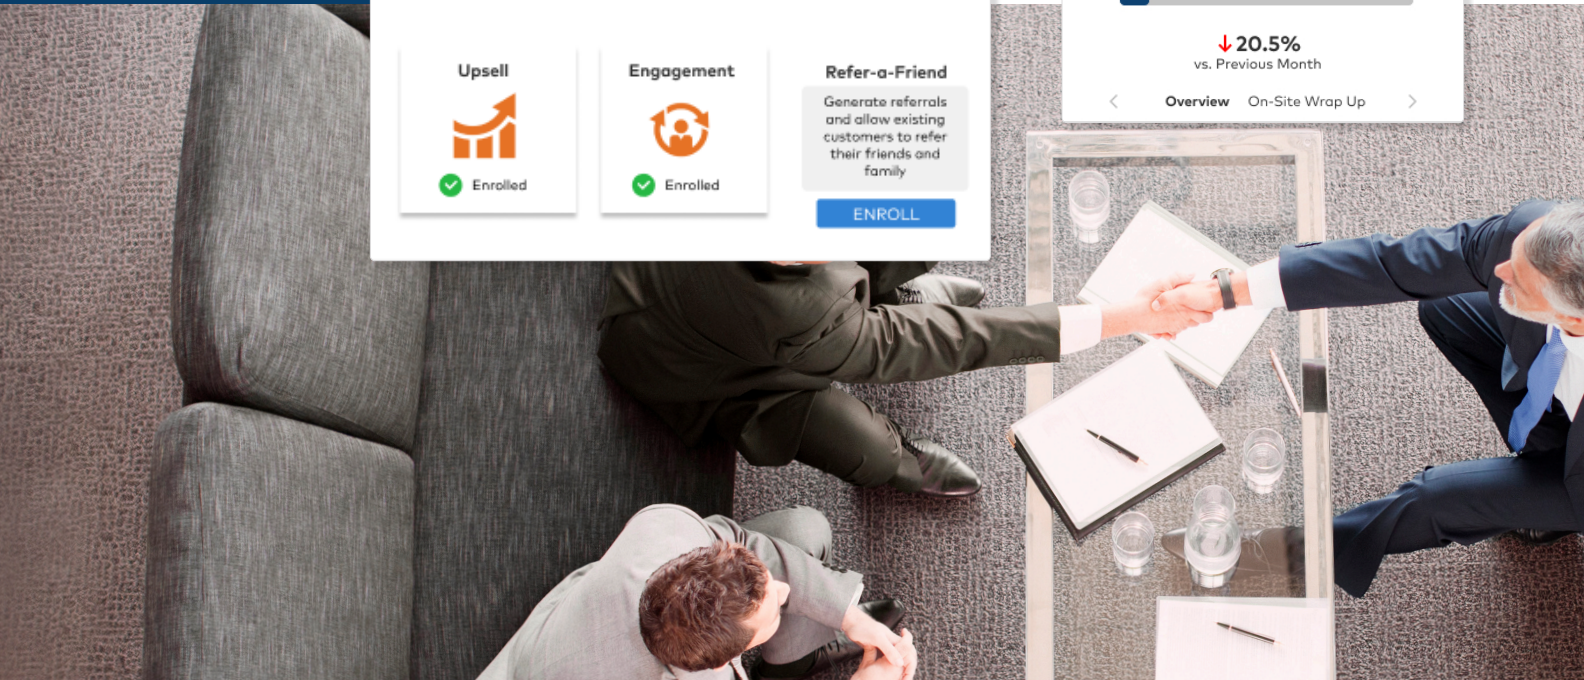 Upsell
Enrolled
Engagement
Enrolled
Refer-a-Friend
Generate referrals
and allow existing
customers to refer
their friends and
family
ENROLL
↓20.5%
vs. Previous Month
Overview On-Site Wrap Up